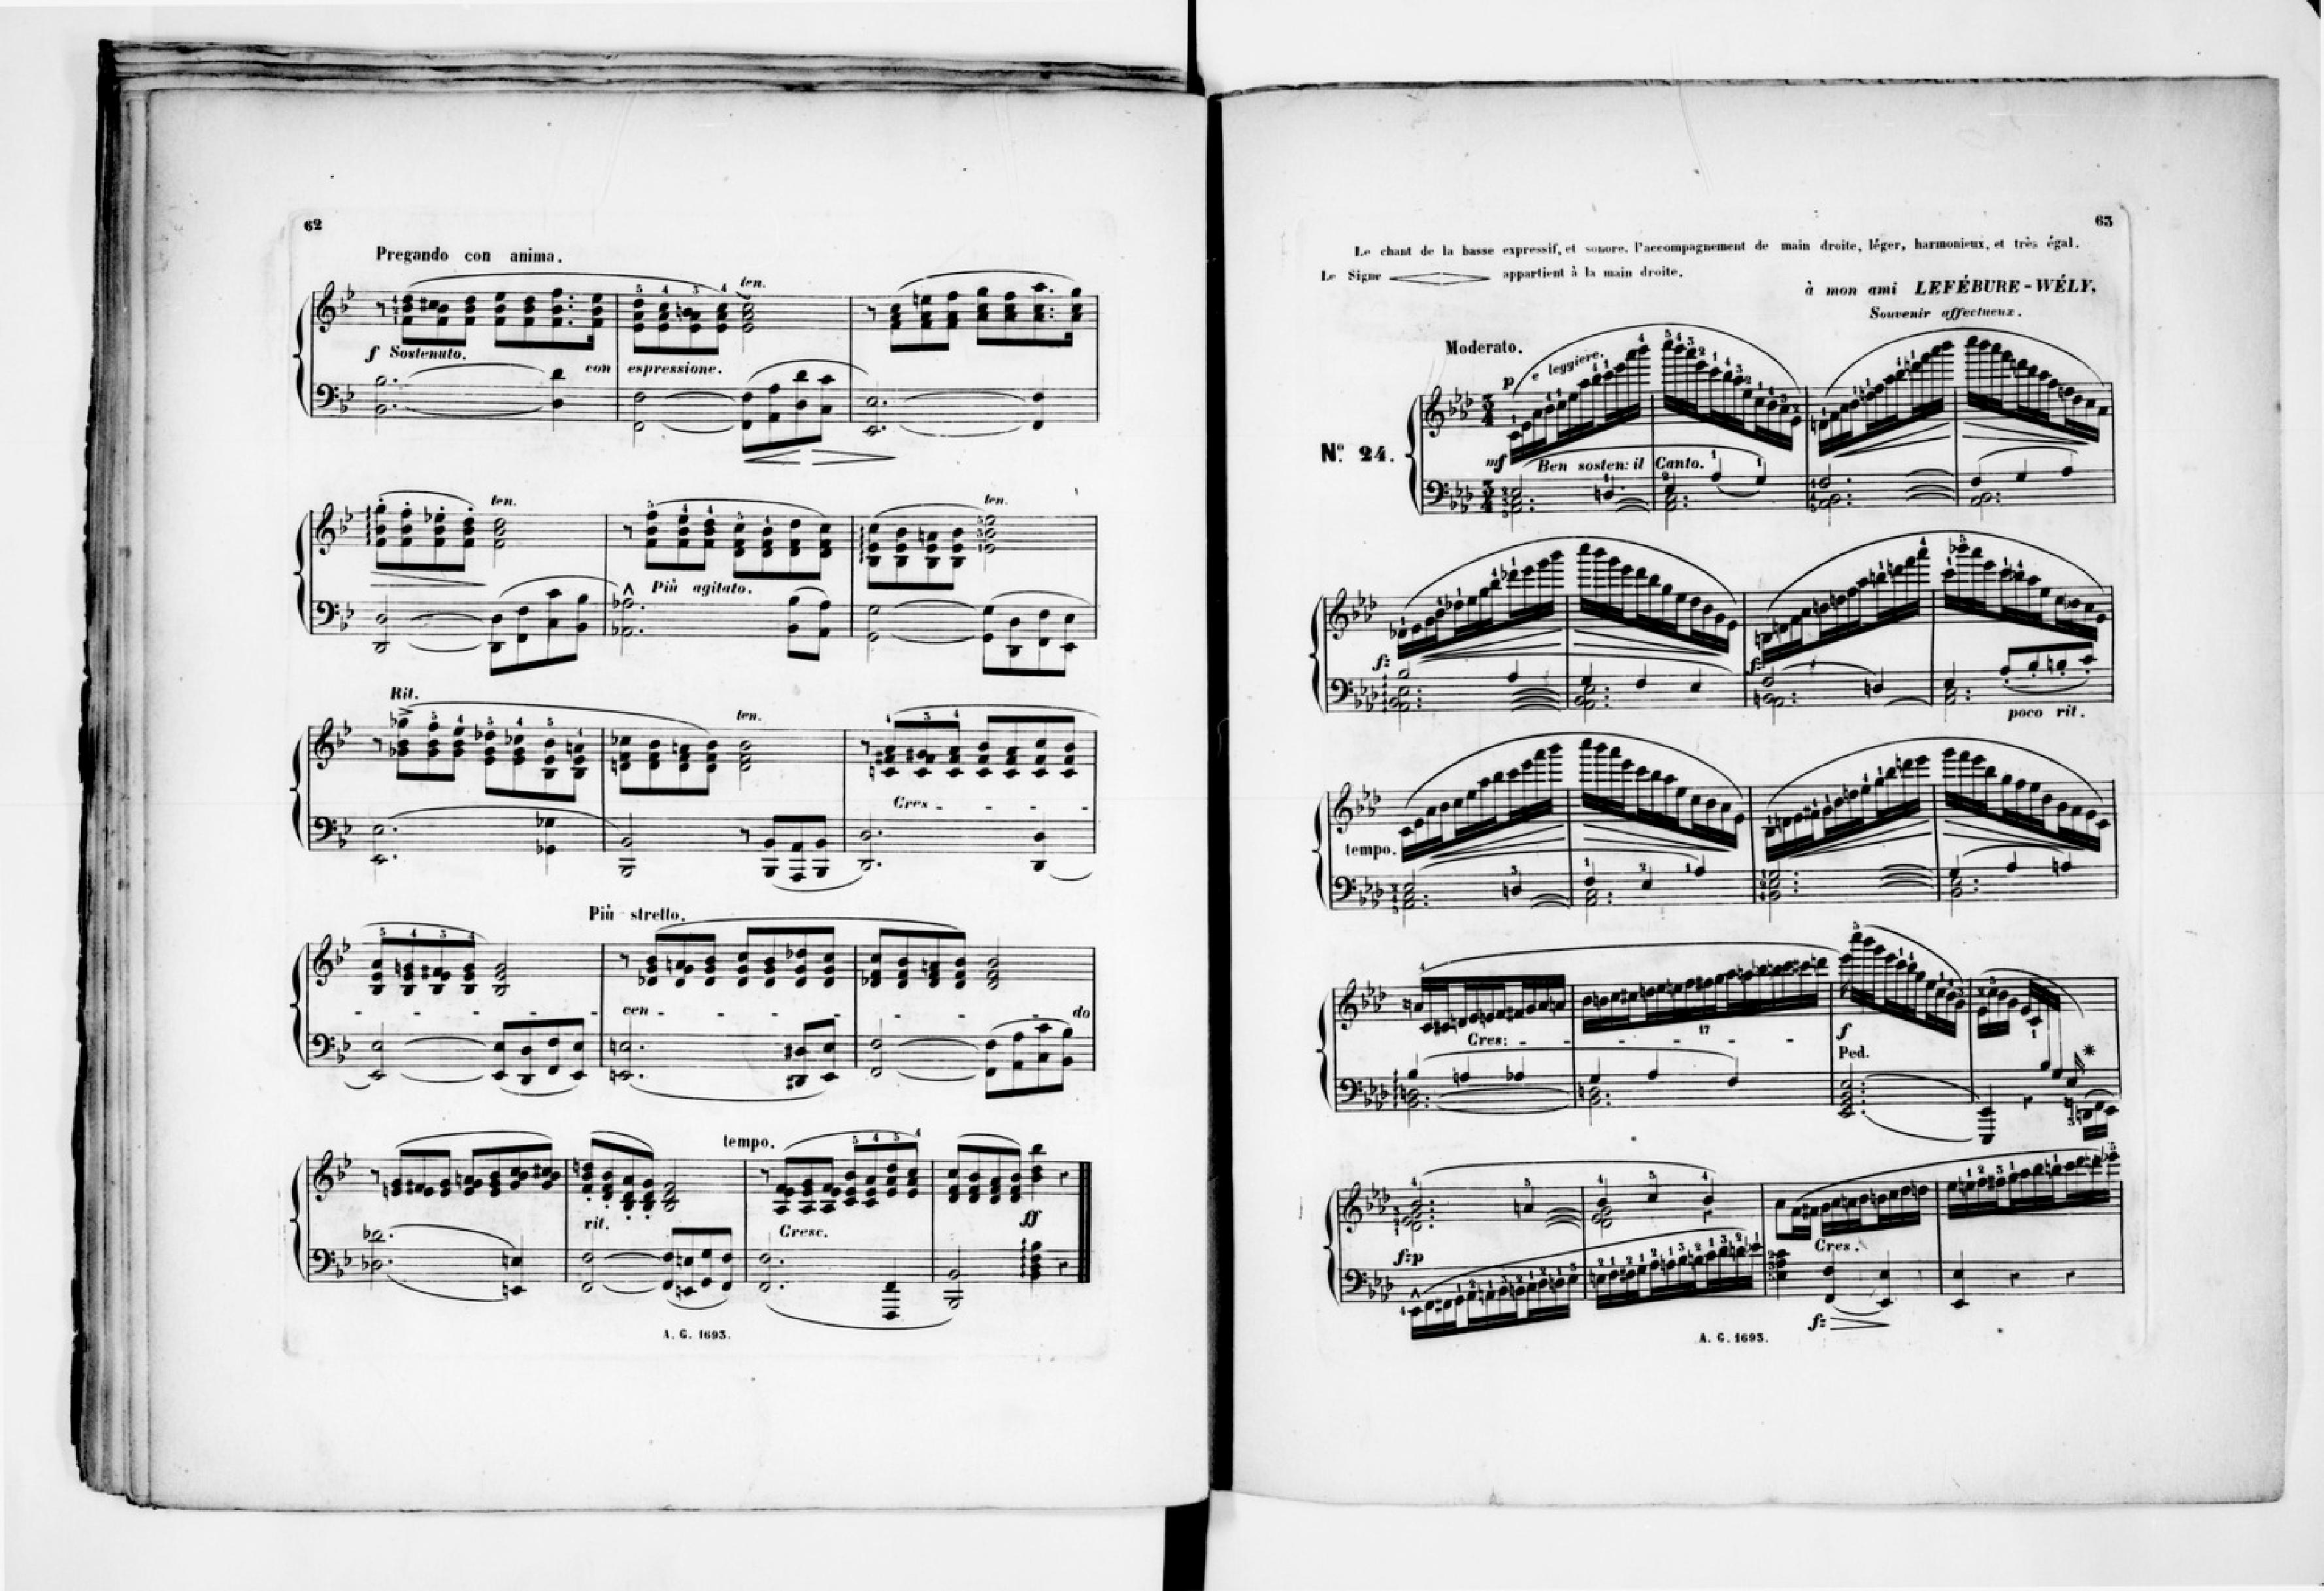 62
Pregando con anima.
ten.
f Sostenuto.
con espressione.
ten.
ten.
Più agitato.
Rit.
ten.
Cres - - - -
Più stretto.
- - - - - cen - - - - - - do
tempo.
rit.
Cresc.
ff
A. G. 1693.
63
Le chant de la basse expressif, et sonore. l'accompagnement de main droite, léger, harmonieux, et très égal.
Le Signe appartient à la main droite.
à mon ami LEFÉBURE-WÉLY,
Souvenir affectueux.
Moderato.
p e leggiere.
Nº 24.
mf Ben sosten: il Canto.
f:
f:
poco rit.
tempo.
Cres: - - - - - -
17
f
Ped.
f:p
Cres.
f:
A. G. 1693.